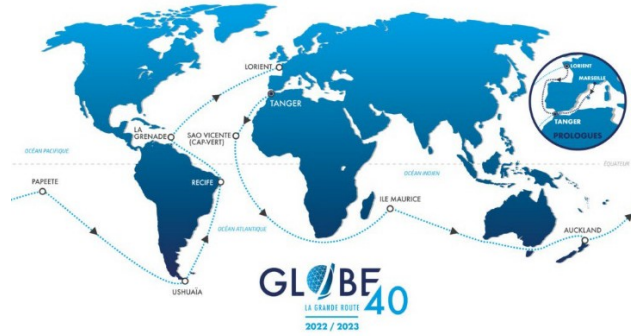 LORIENT
TANGER
LA
GRENADE
SAO VICENTE
(CAP-VERT)
OCÉAN PACIFIQUE
PAPEETE
RECIFE
OCÉAN ATLANTIQUE
USHUAÏA
OCÉAN INDIEN
ÉQUATEUR
ILE MAURICE
AUCKLAND
LORIENT
MARSEILLE
TANGER
PROLOGUES
GLOBE
40
LA GRANDE ROUTE
2022 / 2023